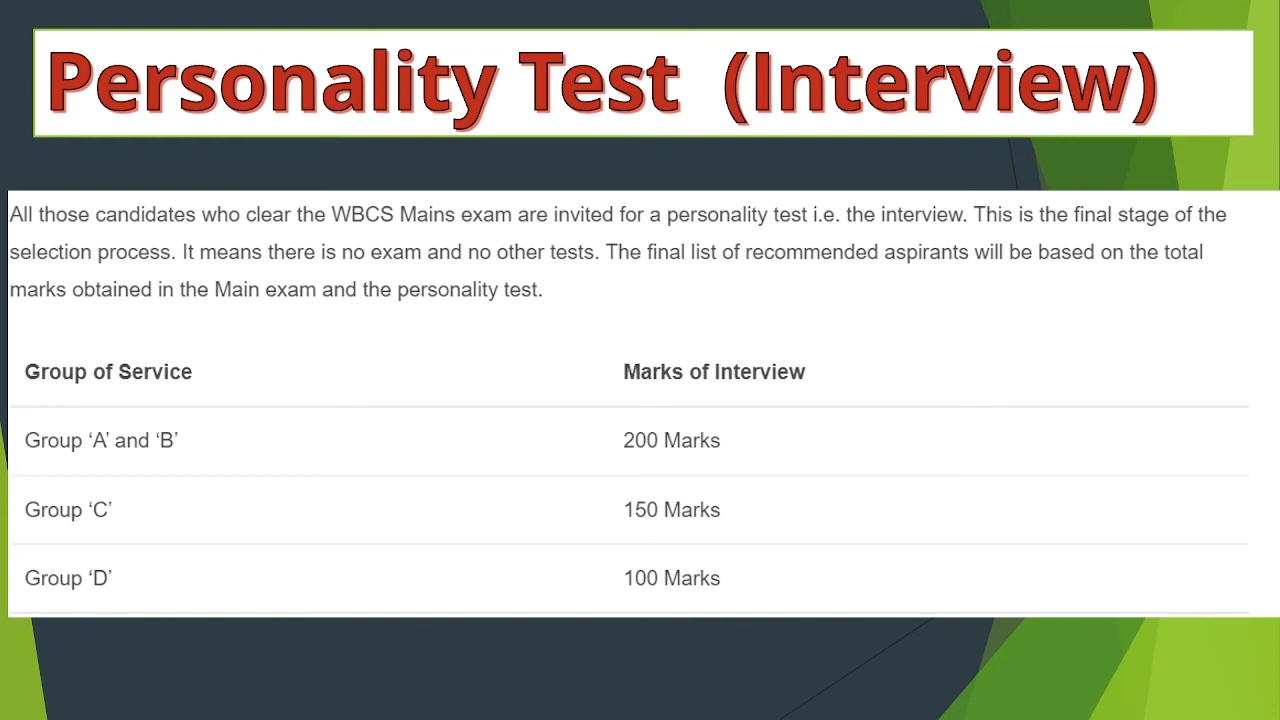 Personality Test (Interview)
All those candidates who clear the WBCS Mains exam are invited for a personality test i.e. the interview. This is the final stage of the
selection process. It means there is no exam and no other tests. The final list of recommended aspirants will be based on the total
marks obtained in the Main exam and the personality test.
Group of Service Marks of Interview
Group ‘A’ and ‘B’ 200 Marks
Group ‘C’ 150 Marks
Group ‘D’ 100 Marks